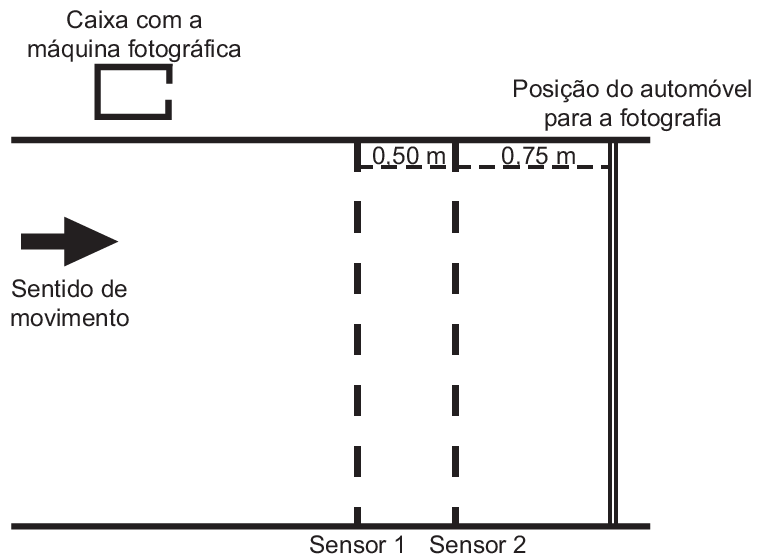 Caixa com a
máquina fotográfica
Posição do automóvel
para a fotografia
0,50 m
0,75 m
Sentido de
movimento
Sensor 1
Sensor 2